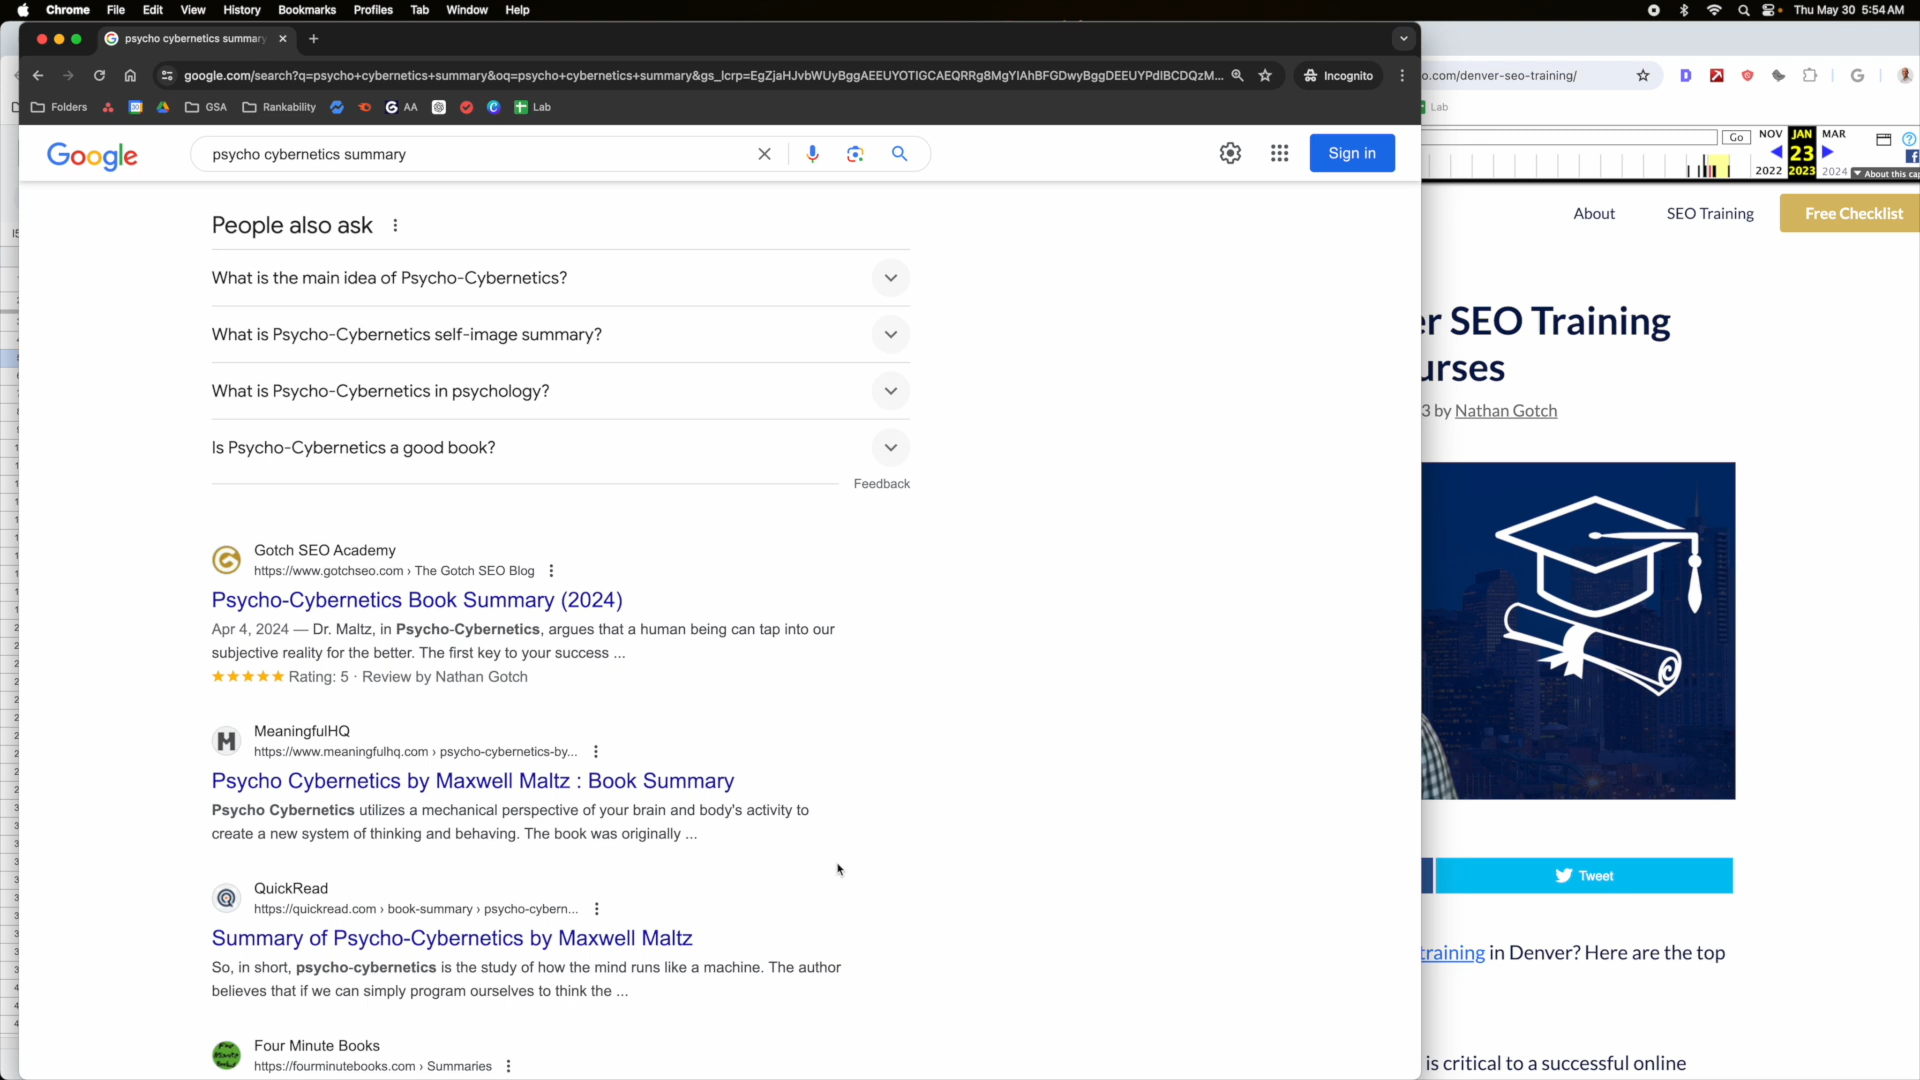 Chrome File Edit View History Bookmarks Profiles Tab Window Help
Thu May 30 5:54 AM
psycho cybernetics summary
google.com/search?q=psycho+cybernetics+summary&oq=psycho+cybernetics+summary&gs_lcrp=EgZjaHJvbWUyBggAEEUYOTIGCAEQRRg8MgYIAhBFGDwyBggDEEUYPdIBCDQzM...
Incognito
Folders GSA Rankability AA Lab
Google
psycho cybernetics summary
Sign in
People also ask
What is the main idea of Psycho-Cybernetics?
What is Psycho-Cybernetics self-image summary?
What is Psycho-Cybernetics in psychology?
Is Psycho-Cybernetics a good book?
Feedback
Gotch SEO Academy
https://www.gotchseo.com › The Gotch SEO Blog
Psycho-Cybernetics Book Summary (2024)
Apr 4, 2024 — Dr. Maltz, in Psycho-Cybernetics, argues that a human being can tap into our
subjective reality for the better. The first key to your success ...
Rating: 5 · Review by Nathan Gotch
MeaningfulHQ
https://www.meaningfulhq.com › psycho-cybernetics-by...
Psycho Cybernetics by Maxwell Maltz : Book Summary
Psycho Cybernetics utilizes a mechanical perspective of your brain and body's activity to
create a new system of thinking and behaving. The book was originally ...
QuickRead
https://quickread.com › book-summary › psycho-cybern...
Summary of Psycho-Cybernetics by Maxwell Maltz
So, in short, psycho-cybernetics is the study of how the mind runs like a machine. The author
believes that if we can simply program ourselves to think the ...
Four Minute Books
https://fourminutebooks.com › Summaries
o.com/denver-seo-training/
Lab
Go NOV JAN MAR
23
2022 2023 2024 About this cap
About SEO Training Free Checklist
er SEO Training
urses
3 by Nathan Gotch
Tweet
training in Denver? Here are the top
is critical to a successful online